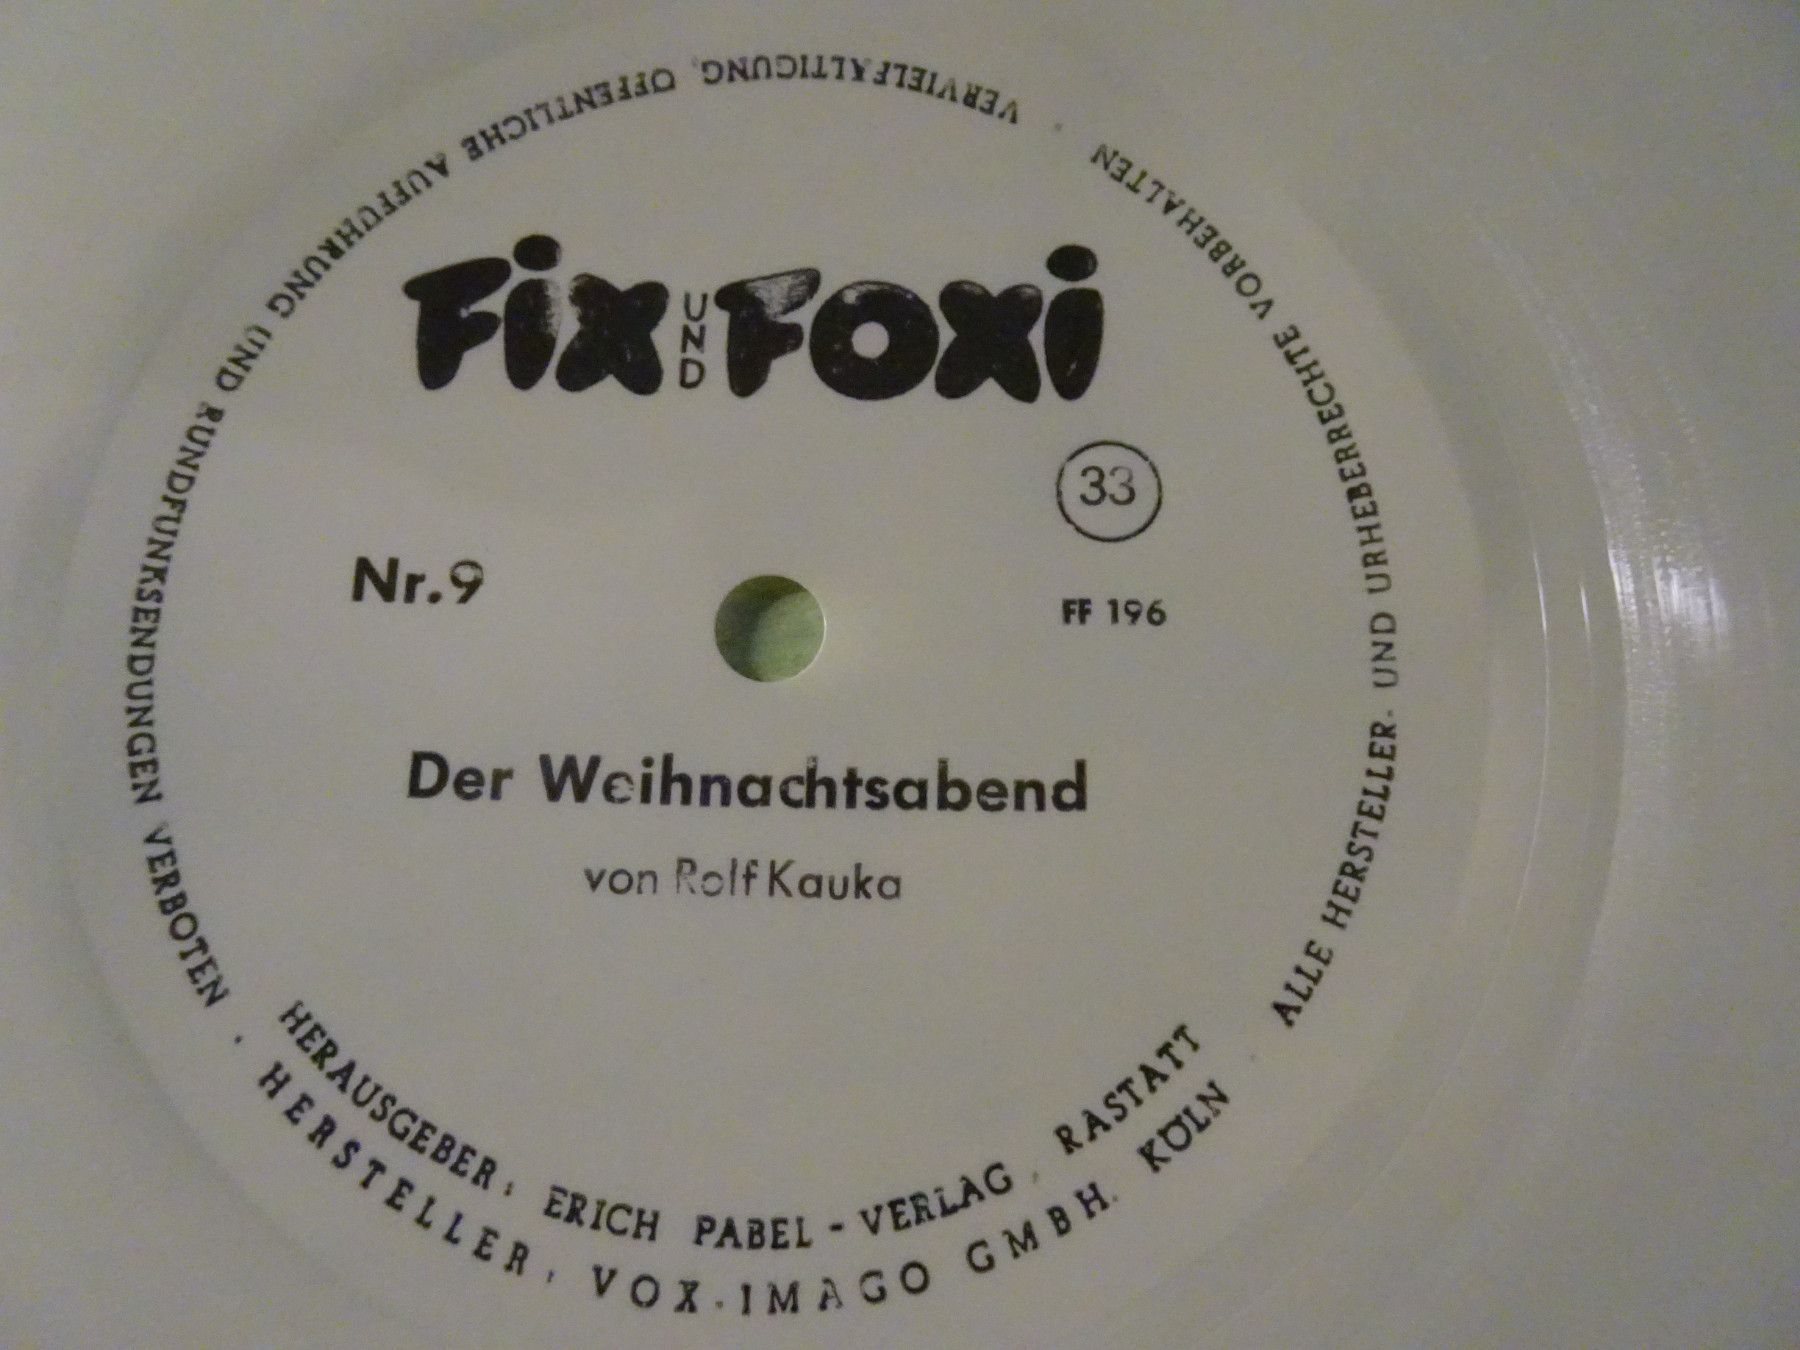 Fix UND Foxi
33
Nr. 9
FF 196
Der Weihnachtsabend
von Rolf Kauka
HERAUSGEBER: ERICH PABEL-VERLAG. RASTATT
HERSTELLER: VOX-IMAGO GMBH. KÖLN
ALLE HERSTELLER- UND URHEBERRECHTE VORBEHALTEN
VERVIELFÄLTIGUNG, ÖFFENTLICHE AUFFÜHRUNG UND RUNDFUNKSENDUNGEN VERBOTEN